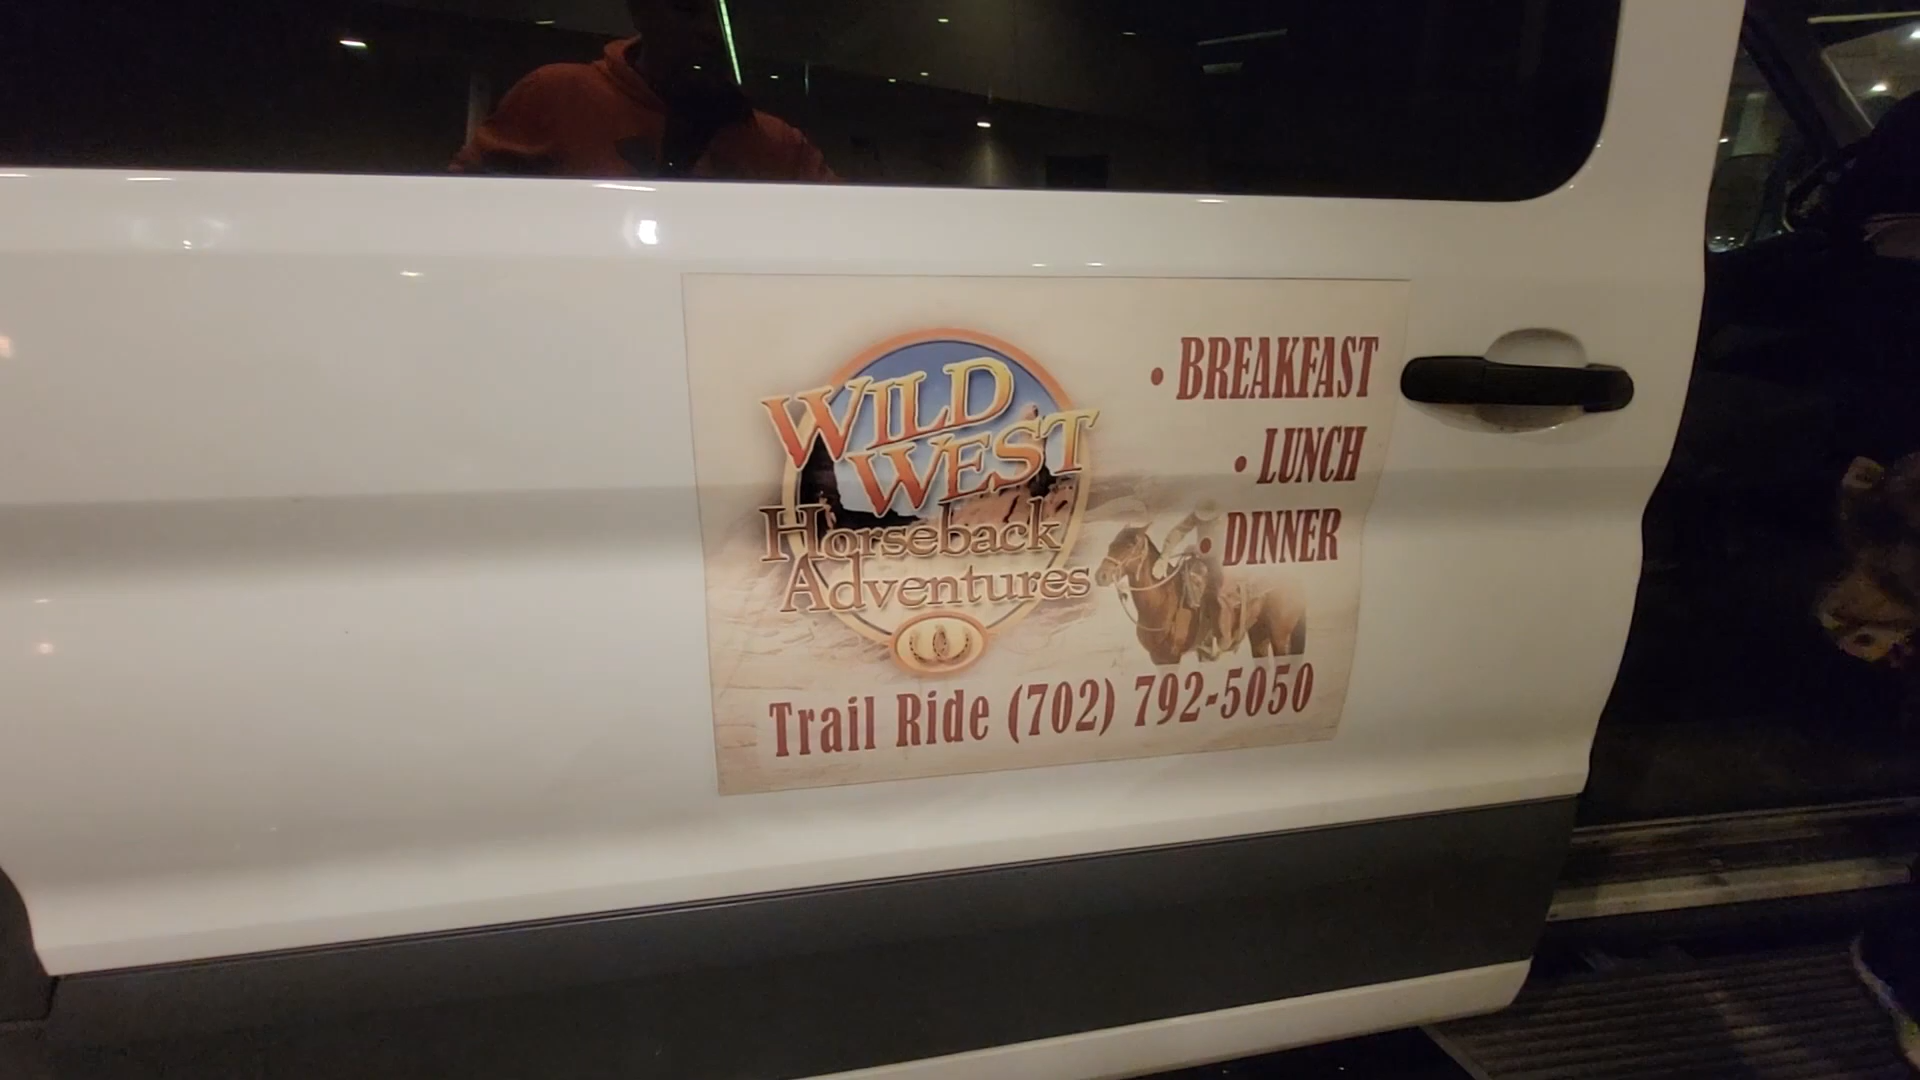 WILD
WEST
Horseback
Adventures
• BREAKFAST
• LUNCH
• DINNER
Trail Ride (702) 792-5050